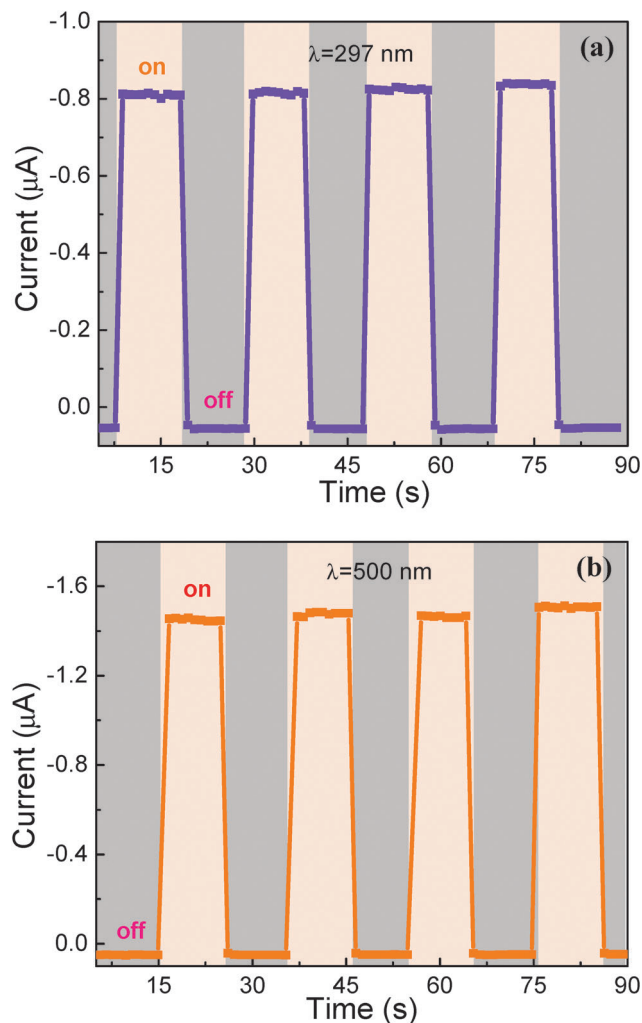 -1.0
(a)
λ=297 nm
on
-0.8
-0.6
Current (μA)
-0.4
-0.2
off
0.0
15 30 45 60 75 90
Time (s)
(b)
λ=500 nm
-1.6
on
-1.2
Current (μA)
-0.8
-0.4
off
0.0
15 30 45 60 75 90
Time (s)